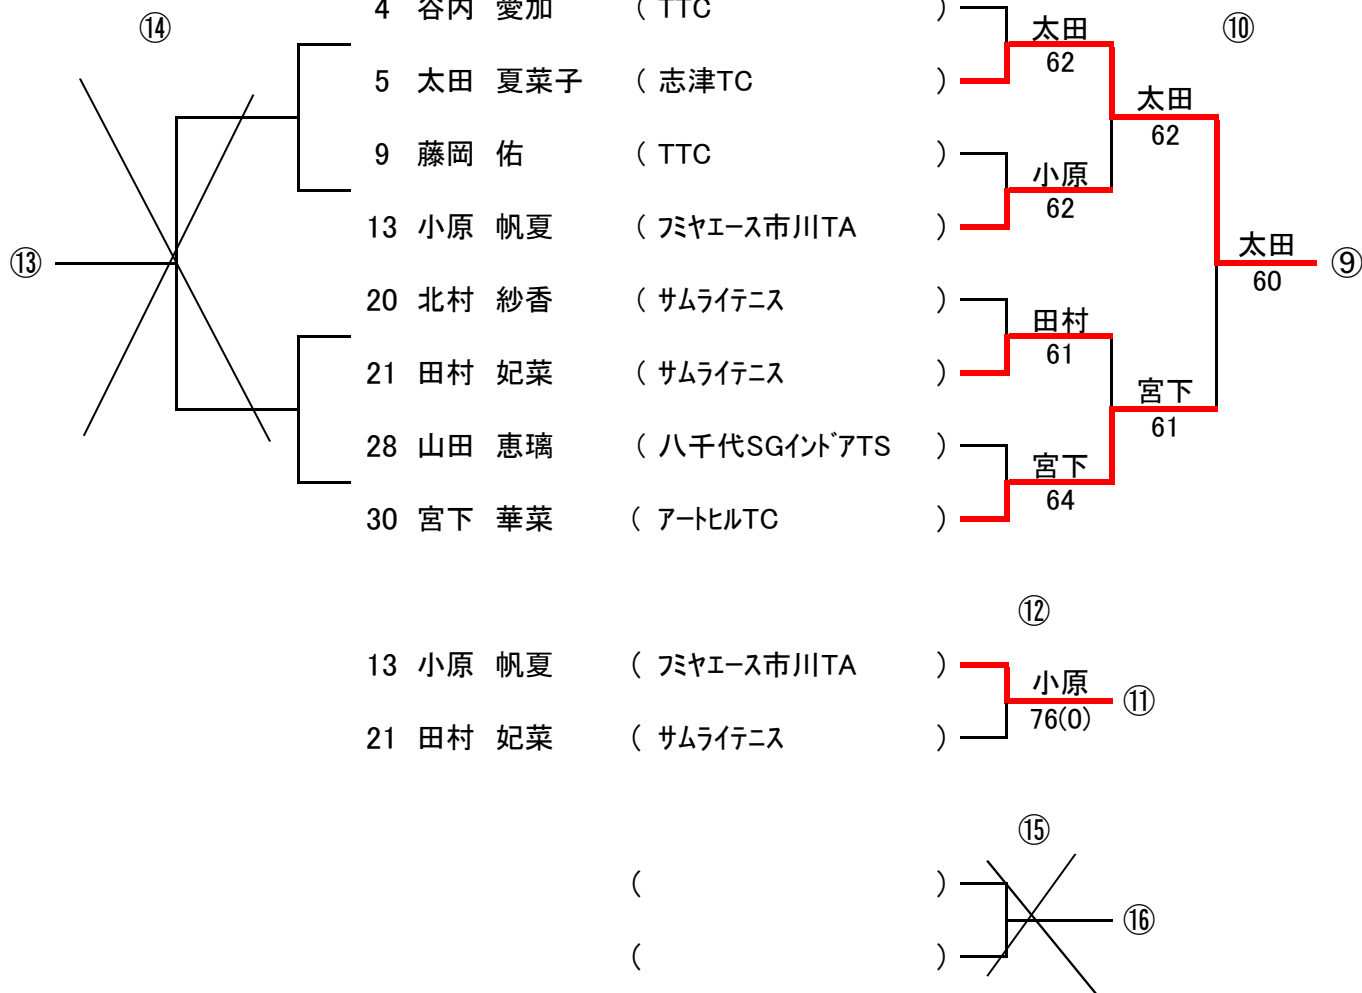 4 谷内 愛加 ( TTC )
⑭ 太田 ⑩
62
5 太田 夏菜子 ( 志津TC )
太田
62
9 藤岡 佑 ( TTC )
小原
62
13 小原 帆夏 ( フミヤエース市川TA )
⑬ 太田 ⑨
60
20 北村 紗香 ( サムライテニス )
田村
61
21 田村 妃菜 ( サムライテニス )
宮下
61
28 山田 恵璃 ( 八千代SGインドアTS )
宮下
64
30 宮下 華菜 ( アートヒルTC )
⑫
13 小原 帆夏 ( フミヤエース市川TA )
小原 ⑪
76(0)
21 田村 妃菜 ( サムライテニス )
⑮
( )
⑯
( )